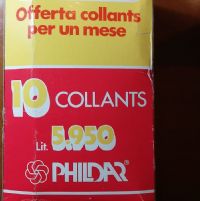 Offerta collants
per un mese
10 COLLANTS
Lit. 5.950
PHILDAR